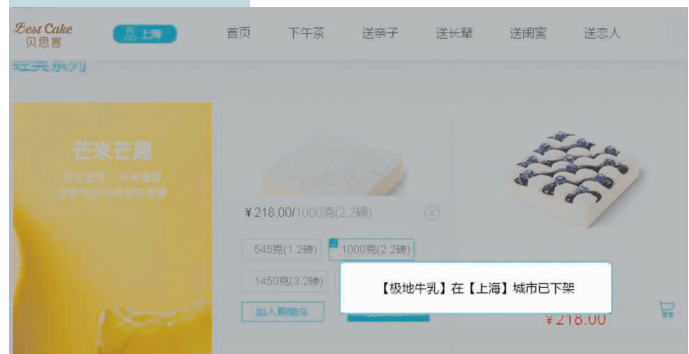 Best Cake
贝思客
上海
首页
下午茶
送亲子
送长辈
送闺蜜
送恋人
经典系列
芒来芒趣
¥218.00/1000克(2.2磅)
545克(1.2磅)
1000克(2.2磅)
1450克(3.2磅)
【极地牛乳】在【上海】城市已下架
加入购物车
¥218.00